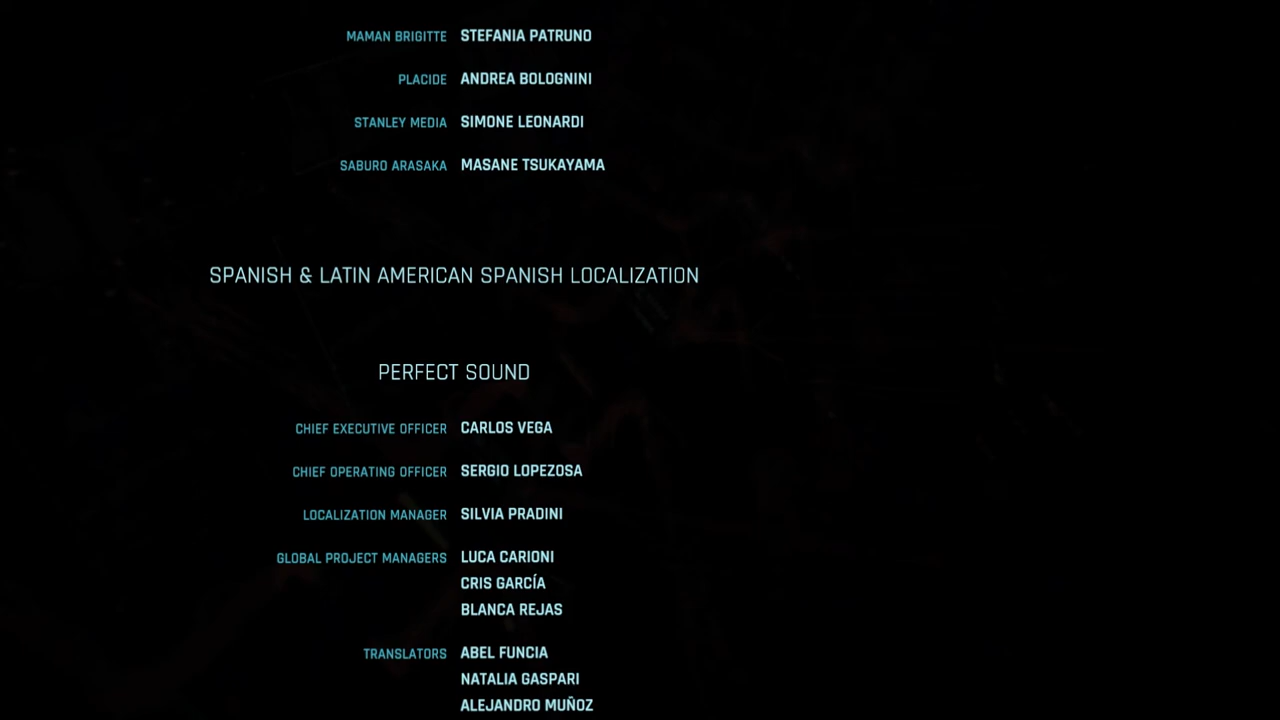 MAMAN BRIGITTE STEFANIA PATRUNO
PLACIDE ANDREA BOLOGNINI
STANLEY MEDIA SIMONE LEONARDI
SABURO ARASAKA MASANE TSUKAYAMA
SPANISH & LATIN AMERICAN SPANISH LOCALIZATION
PERFECT SOUND
CHIEF EXECUTIVE OFFICER CARLOS VEGA
CHIEF OPERATING OFFICER SERGIO LOPEZOSA
LOCALIZATION MANAGER SILVIA PRADINI
GLOBAL PROJECT MANAGERS LUCA CARIONI
CRIS GARCÍA
BLANCA REJAS
TRANSLATORS ABEL FUNCIA
NATALIA GASPARI
ALEJANDRO MUÑOZ